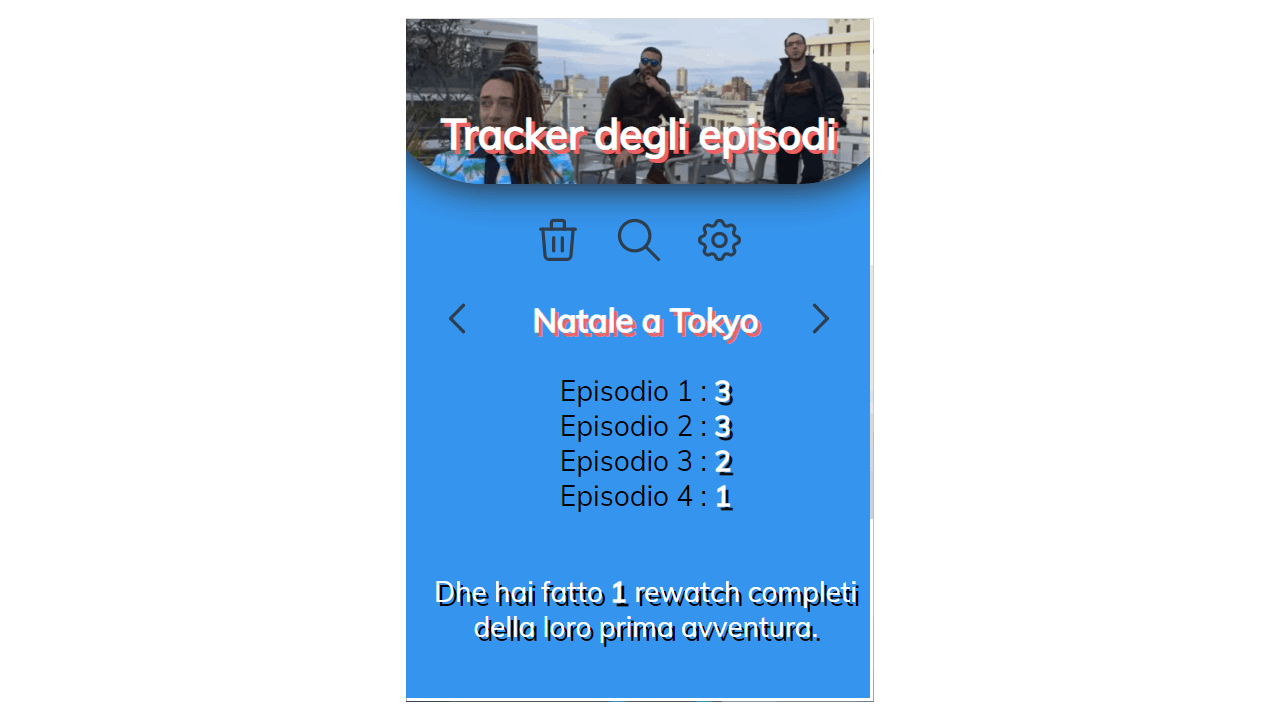 Tracker degli episodi
Natale a Tokyo
Episodio 1 : 3
Episodio 2 : 3
Episodio 3 : 2
Episodio 4 : 1
Dhe hai fatto 1 rewatch completi
della loro prima avventura.